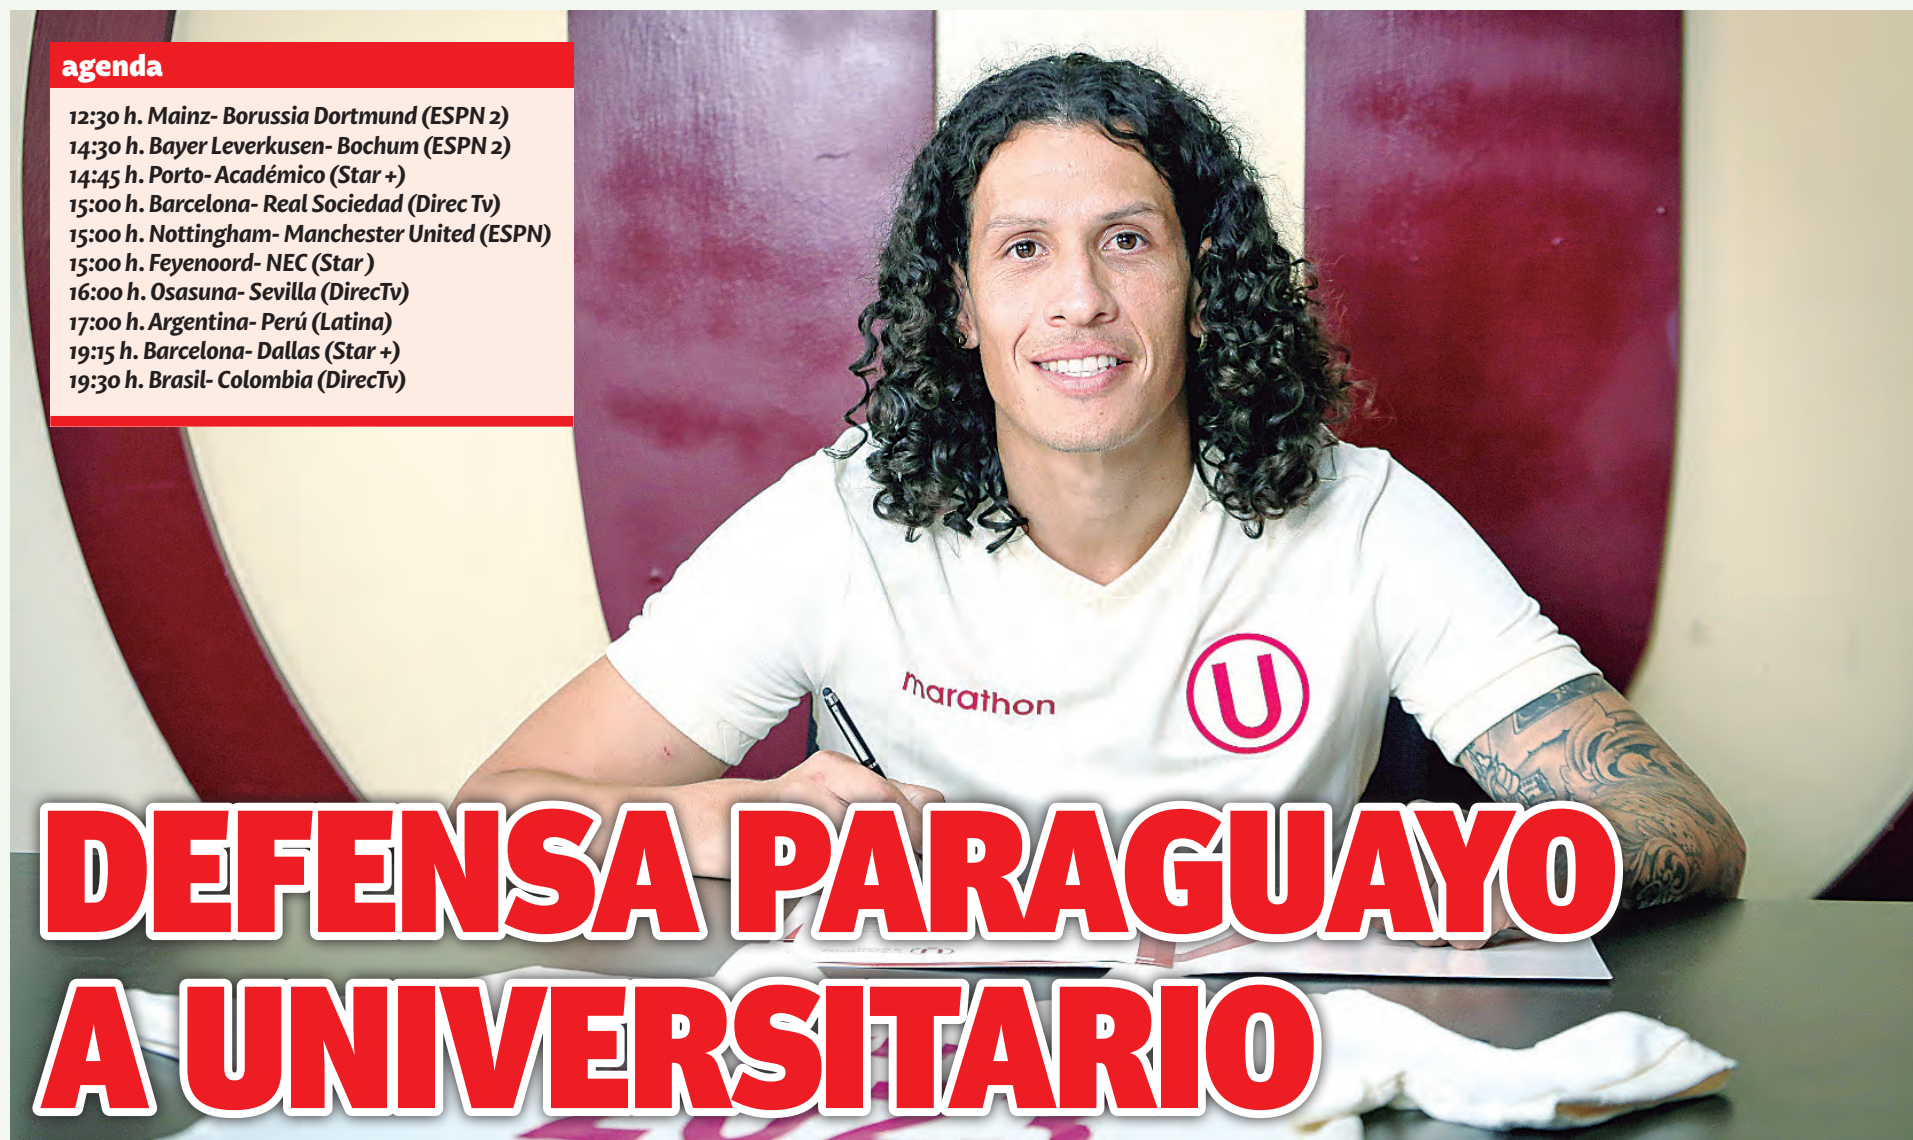 agenda
12:30 h. Mainz- Borussia Dortmund (ESPN 2)
14:30 h. Bayer Leverkusen- Bochum (ESPN 2)
14:45 h. Porto- Académico (Star +)
15:00 h. Barcelona- Real Sociedad (Direc Tv)
15:00 h. Nottingham- Manchester United (ESPN)
15:00 h. Feyenoord- NEC (Star )
16:00 h. Osasuna- Sevilla (DirecTv)
17:00 h. Argentina- Perú (Latina)
19:15 h. Barcelona- Dallas (Star +)
19:30 h. Brasil- Colombia (DirecTv)
marathon
U
DEFENSA PARAGUAYO
A UNIVERSITARIO